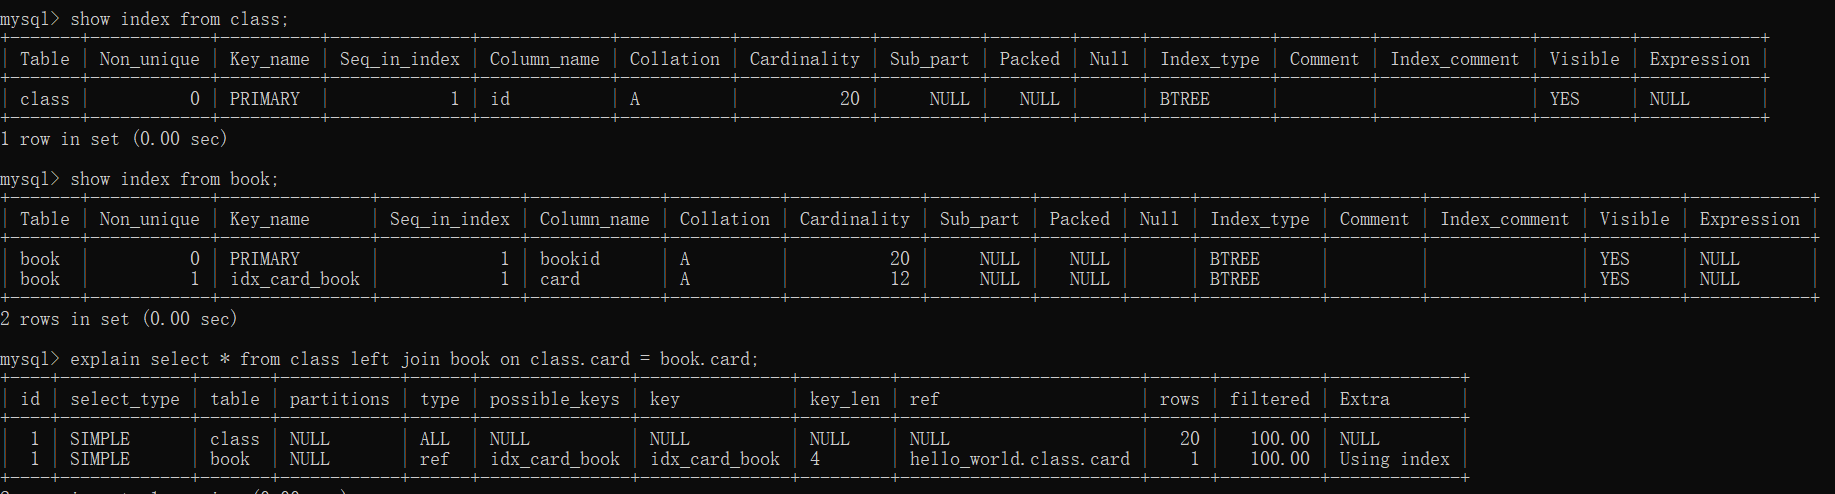 mysql> show index from class;
| Table | Non_unique | Key_name | Seq_in_index | Column_name | Collation | Cardinality | Sub_part | Packed | Null | Index_type | Comment | Index_comment | Visible | Expression |
| class | 0 | PRIMARY | 1 | id | A | 20 | NULL | NULL | | BTREE | | | YES | NULL |
1 row in set (0.00 sec)
mysql> show index from book;
| Table | Non_unique | Key_name | Seq_in_index | Column_name | Collation | Cardinality | Sub_part | Packed | Null | Index_type | Comment | Index_comment | Visible | Expression |
| book | 0 | PRIMARY | 1 | bookid | A | 20 | NULL | NULL | | BTREE | | | YES | NULL |
| book | 1 | idx_card_book | 1 | card | A | 12 | NULL | NULL | | BTREE | | | YES | NULL |
2 rows in set (0.00 sec)
mysql> explain select * from class left join book on class.card = book.card;
| id | select_type | table | partitions | type | possible_keys | key | key_len | ref | rows | filtered | Extra |
| 1 | SIMPLE | class | NULL | ALL | NULL | NULL | NULL | NULL | 20 | 100.00 | NULL |
| 1 | SIMPLE | book | NULL | ref | idx_card_book | idx_card_book | 4 | hello_world.class.card | 1 | 100.00 | Using index |